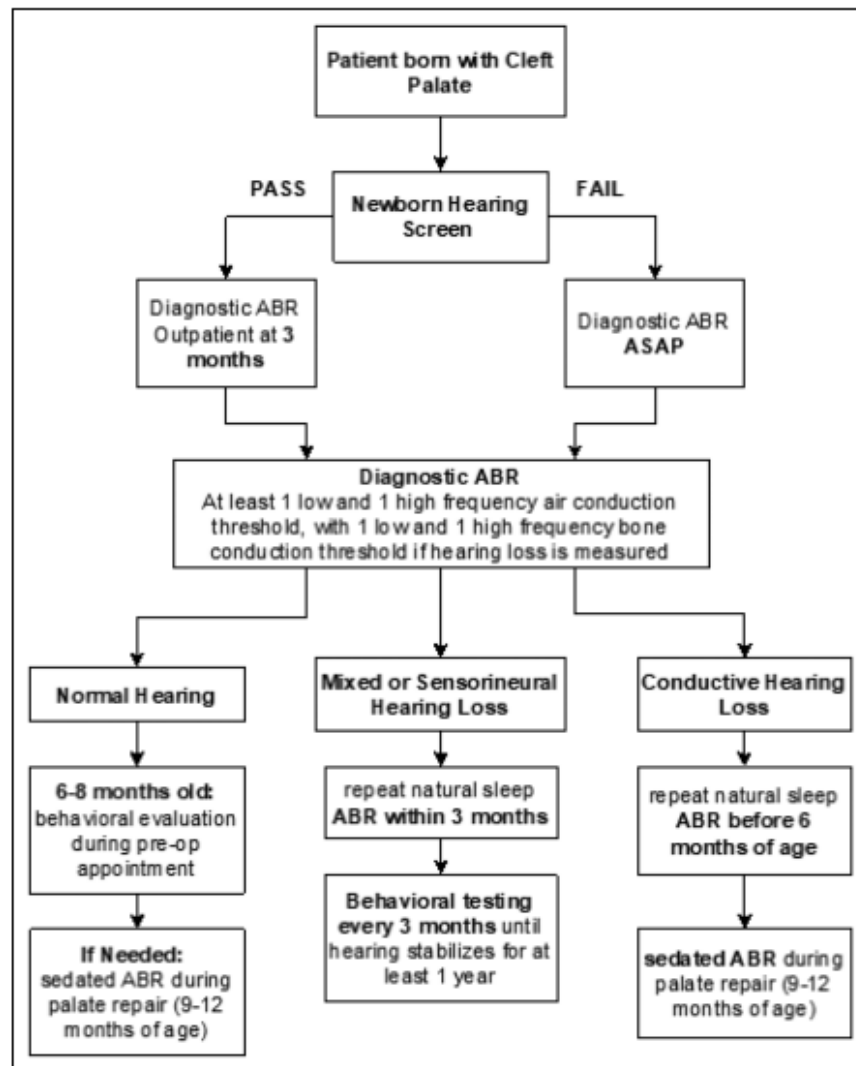 Patient born with Cleft
Palate
PASS
FAIL
Newborn Hearing
Screen
Diagnostic ABR
Outpatient at 3
months
Diagnostic ABR
ASAP
Diagnostic ABR
At least 1 low and 1 high frequency air conduction
threshold, with 1 low and 1 high frequency bone
conduction threshold if hearing loss is measured
Normal Hearing
Mixed or Sensorineural
Hearing Loss
Conductive Hearing
Loss
6-8 months old:
behavioral evaluation
during pre-op
appointment
repeat natural sleep
ABR within 3 months
repeat natural sleep
ABR before 6
months of age
If Needed:
sedated ABR during
palate repair (9-12
months of age)
Behavioral testing
every 3 months until
hearing stabilizes for at
least 1 year
sedated ABR during
palate repair (9-12
months of age)